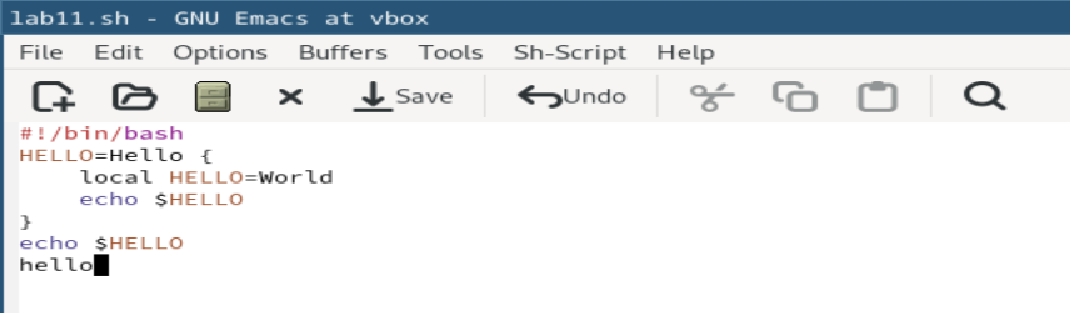 lab11.sh - GNU Emacs at vbox
File Edit Options Buffers Tools Sh-Script Help
Save Undo
#!/bin/bash
HELLO=Hello {
    local HELLO=World
    echo $HELLO
}
echo $HELLO
hello